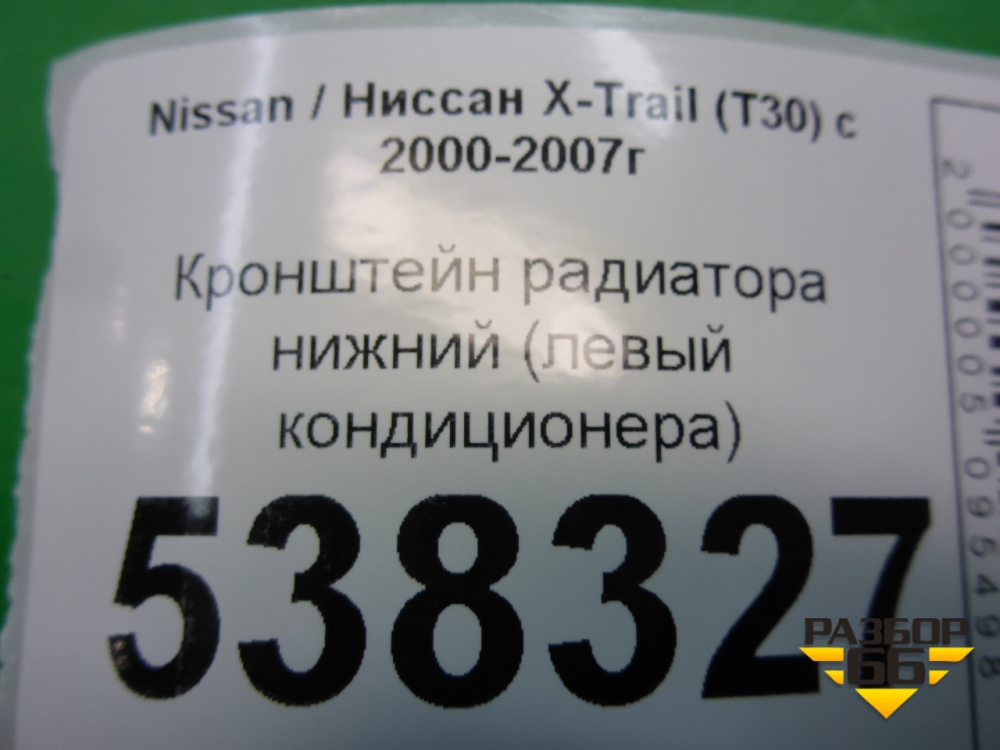 Nissan / Ниссан X-Trail (T30) с
2000-2007г
Кронштейн радиатора
нижний (левый
кондиционера)
538327
РАЗБОР
66